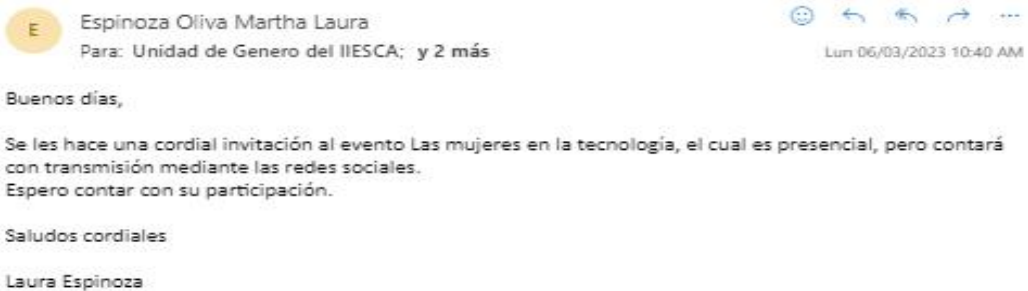 E
Espinoza Oliva Martha Laura
Para: Unidad de Genero del IIESCA; y 2 más
Lun 06/03/2023 10:40 AM
Buenos días,
Se les hace una cordial invitación al evento Las mujeres en la tecnología, el cual es presencial, pero contará
con transmisión mediante las redes sociales.
Espero contar con su participación.
Saludos cordiales
Laura Espinoza